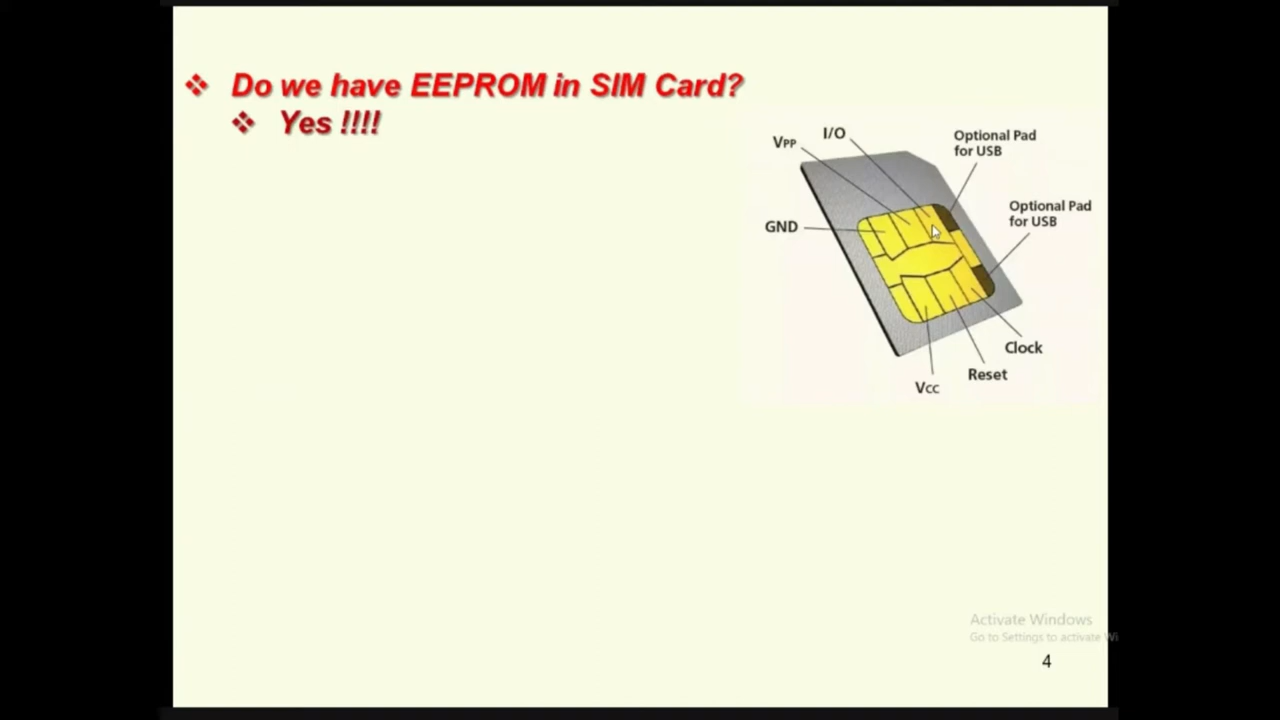 Do we have EEPROM in SIM Card?
Yes !!!!
VPP
I/O
Optional Pad
for USB
Optional Pad
for USB
GND
Clock
Reset
Vcc
Activate Windows
Go to Settings to activate Wi
4